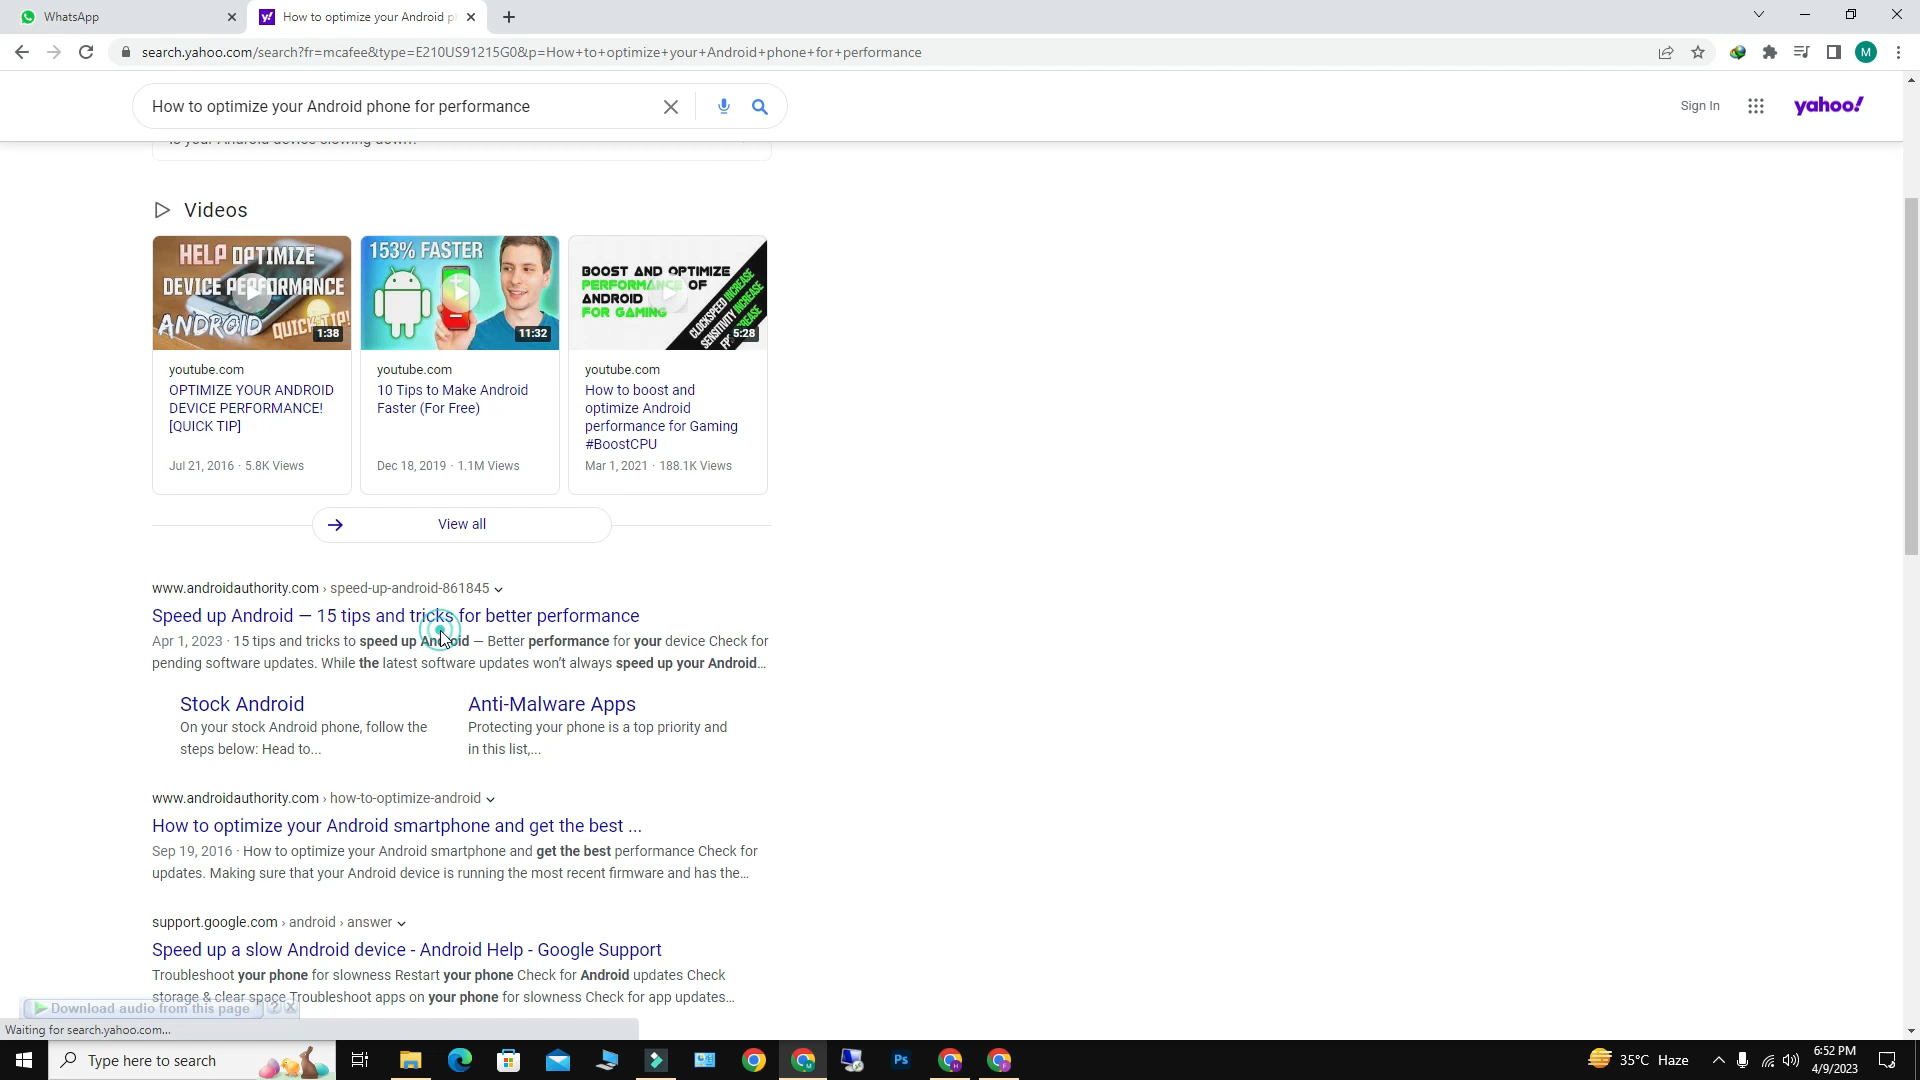 WhatsApp
How to optimize your Android p
search.yahoo.com/search?fr=mcafee&type=E210US91215G0&p=How+to+optimize+your+Android+phone+for+performance
M
How to optimize your Android phone for performance
Sign In
yahoo!
Is your Android device slowing down?
Videos
HELP OPTIMIZE
DEVICE PERFORMANCE
ANDROID
QUICK TIP!
1:38
153% FASTER
11:32
BOOST AND OPTIMIZE
PERFORMANCE OF
ANDROID
FOR GAMING
CLOCKSPEED INCREASE
SENSITIVITY INCREASE
5:28
youtube.com
OPTIMIZE YOUR ANDROID
DEVICE PERFORMANCE!
[QUICK TIP]
Jul 21, 2016 · 5.8K Views
youtube.com
10 Tips to Make Android
Faster (For Free)
Dec 18, 2019 · 1.1M Views
youtube.com
How to boost and
optimize Android
performance for Gaming
#BoostCPU
Mar 1, 2021 · 188.1K Views
View all
www.androidauthority.com › speed-up-android-861845
Speed up Android — 15 tips and tricks for better performance
Apr 1, 2023 · 15 tips and tricks to speed up Android — Better performance for your device Check for
pending software updates. While the latest software updates won't always speed up your Android...
Stock Android
On your stock Android phone, follow the
steps below: Head to...
Anti-Malware Apps
Protecting your phone is a top priority and
in this list,...
www.androidauthority.com › how-to-optimize-android
How to optimize your Android smartphone and get the best ...
Sep 19, 2016 · How to optimize your Android smartphone and get the best performance Check for
updates. Making sure that your Android device is running the most recent firmware and has the...
support.google.com › android › answer
Speed up a slow Android device - Android Help - Google Support
Troubleshoot your phone for slowness Restart your phone Check for Android updates Check
storage & clear space Troubleshoot apps on your phone for slowness Check for app updates...
Download audio from this page
Waiting for search.yahoo.com...
Type here to search
Ps
35°C Haze
6:52 PM
4/9/2023